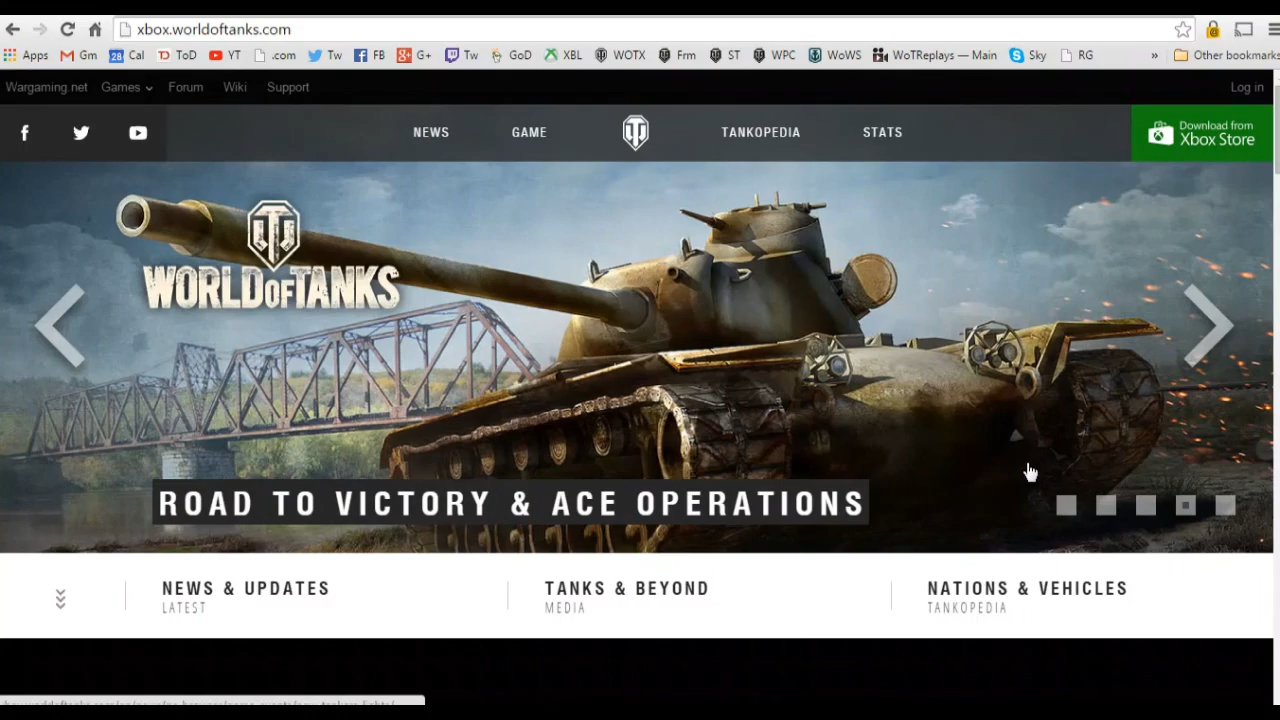 xbox.worldoftanks.com
Apps Gm 28 Cal ToD YT .com Tw FB G+ Tw GoD XBL WOTX Frm ST WPC WoWS WoTReplays — Main Sky RG » Other bookmarks
Wargaming.net Games Forum Wiki Support Log in
NEWS GAME TANKOPEDIA STATS
Download from
Xbox Store
WORLD OF TANKS
ROAD TO VICTORY & ACE OPERATIONS
NEWS & UPDATES TANKS & BEYOND NATIONS & VEHICLES
LATEST MEDIA TANKOPEDIA